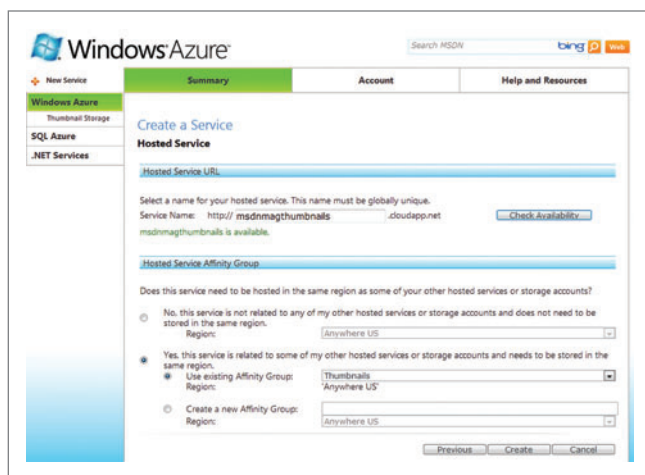 Windows Azure
Search MSDN
bing
Web
New Service
Summary
Account
Help and Resources
Windows Azure
Thumbnail Storage
SQL Azure
.NET Services
Create a Service
Hosted Service
Hosted Service URL
Select a name for your hosted service. This name must be globally unique.
Service Name: http:// msdnmagthumbnails .cloudapp.net Check Availability
msdnmagthumbnails is available.
Hosted Service Affinity Group
Does this service need to be hosted in the same region as some of your other hosted services or storage accounts?
No, this service is not related to any of my other hosted services or storage accounts and does not need to be
stored in the same region.
Region: Anywhere US
Yes, this service is related to some of my other hosted services or storage accounts and needs to be stored in the
same region.
Use existing Affinity Group: Thumbnails
Region: 'Anywhere US'
Create a new Affinity Group:
Region: Anywhere US
Previous Create Cancel